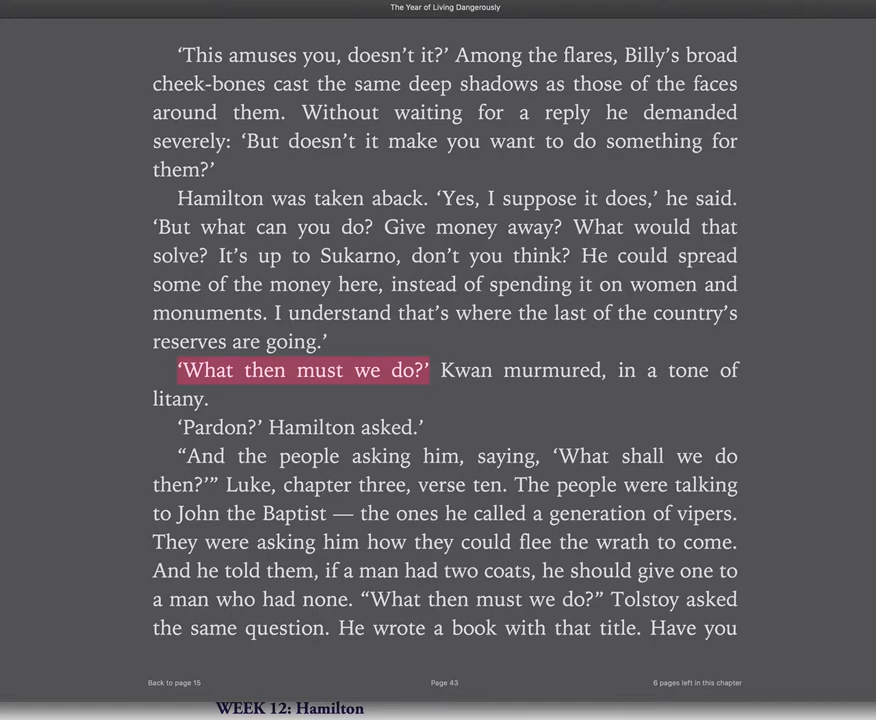 The Year of Living Dangerously
‘This amuses you, doesn’t it?’ Among the flares, Billy’s broad
cheek-bones cast the same deep shadows as those of the faces
around them. Without waiting for a reply he demanded
severely: ‘But doesn’t it make you want to do something for
them?’
Hamilton was taken aback. ‘Yes, I suppose it does,’ he said.
‘But what can you do? Give money away? What would that
solve? It’s up to Sukarno, don’t you think? He could spread
some of the money here, instead of spending it on women and
monuments. I understand that’s where the last of the country’s
reserves are going.’
‘What then must we do?’ Kwan murmured, in a tone of
litany.
‘Pardon?’ Hamilton asked.’
“And the people asking him, saying, ‘What shall we do
then?’” Luke, chapter three, verse ten. The people were talking
to John the Baptist — the ones he called a generation of vipers.
They were asking him how they could flee the wrath to come.
And he told them, if a man had two coats, he should give one to
a man who had none. “What then must we do?” Tolstoy asked
the same question. He wrote a book with that title. Have you
Back to page 15 Page 43 6 pages left in this chapter
WEEK 12: Hamilton